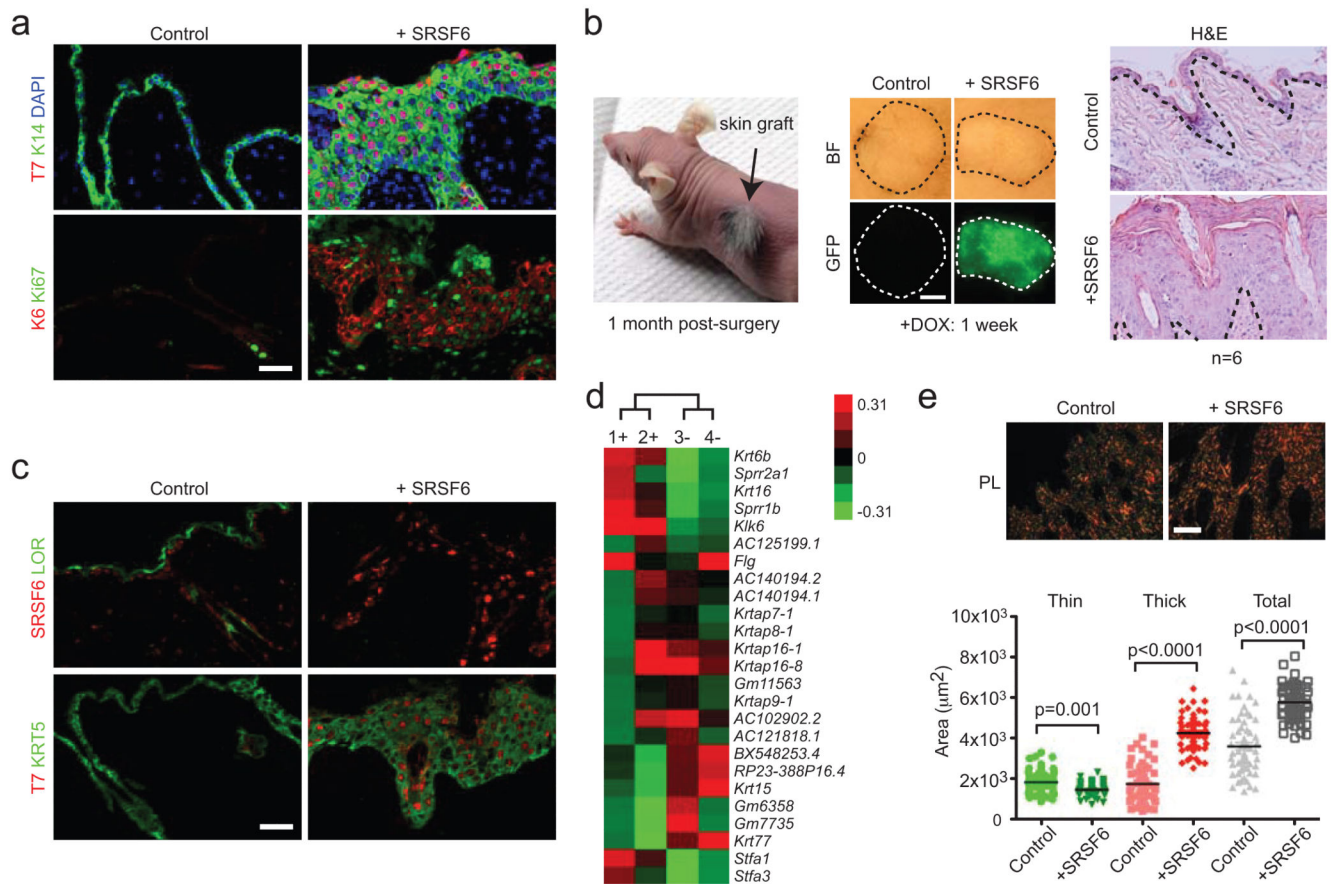 a
Control
+ SRSF6
T7 K14 DAPI
K6 Ki67
b
skin graft
1 month post-surgery
Control
+ SRSF6
BF
GFP
+DOX: 1 week
H&E
Control
+SRSF6
n=6
c
Control
+ SRSF6
SRSF6 LOR
T7 KRT5
d
1+ 2+ 3- 4-
Krt6b
Sprr2a1
Krt16
Sprr1b
Klk6
AC125199.1
Flg
AC140194.2
AC140194.1
Krtap7-1
Krtap8-1
Krtap16-1
Krtap16-8
Gm11563
Krtap9-1
AC102902.2
AC121818.1
BX548253.4
RP23-388P16.4
Krt15
Gm6358
Gm7735
Krt77
Stfa1
Stfa3
0.31
0
-0.31
e
Control
+ SRSF6
PL
Thin Thick Total
p=0.001
p<0.0001
p<0.0001
Area (μm²)
10x10³
8x10³
6x10³
4x10³
2x10³
0
Control
+SRSF6
Control
+SRSF6
Control
+SRSF6